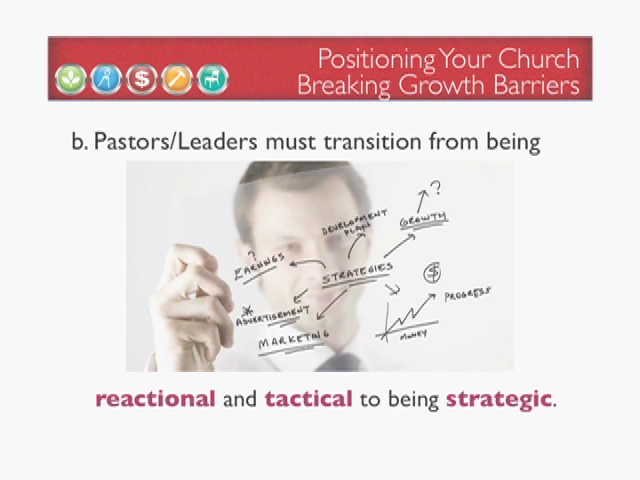 Positioning Your Church
Breaking Growth Barriers
$
b. Pastors/Leaders must transition from being
?
DEVELOPMENT
PLANS
GROWTH
?
EARNINGS
STRATEGIES
$
PROGRESS
ADVERTISEMENT
MARKETING
MONEY
reactional and tactical to being strategic.